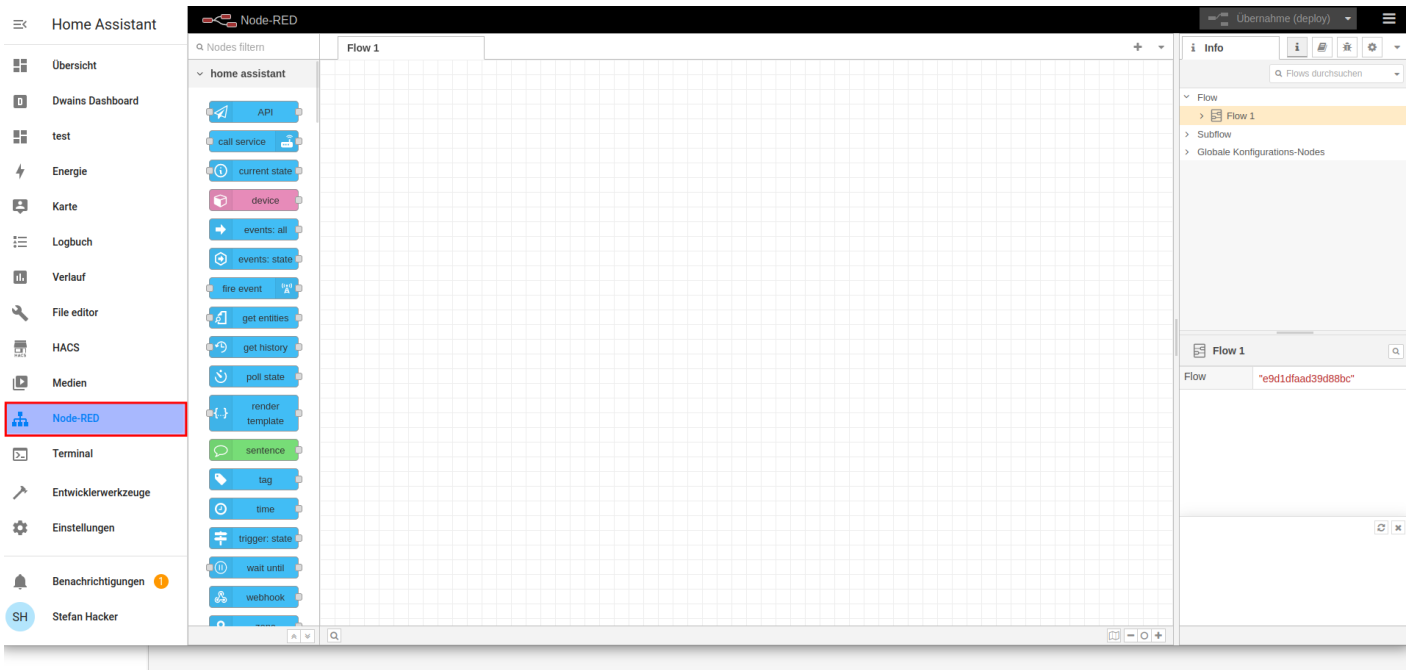 Home Assistant
Übersicht
Dwains Dashboard
test
Energie
Karte
Logbuch
Verlauf
File editor
HACS
HACS
Medien
Node-RED
Terminal
Entwicklerwerkzeuge
Einstellungen
Benachrichtigungen 1
SH Stefan Hacker
Node-RED
Übernahme (deploy)
Nodes filtern
home assistant
API
call service
current state
device
events: all
events: state
fire event
get entities
get history
poll state
render
template
sentence
tag
time
trigger: state
wait until
webhook
Flow 1
i Info
Flows durchsuchen
Flow
Flow 1
Subflow
Globale Konfigurations-Nodes
Flow 1
Flow "e9d1dfaad39d88bc"